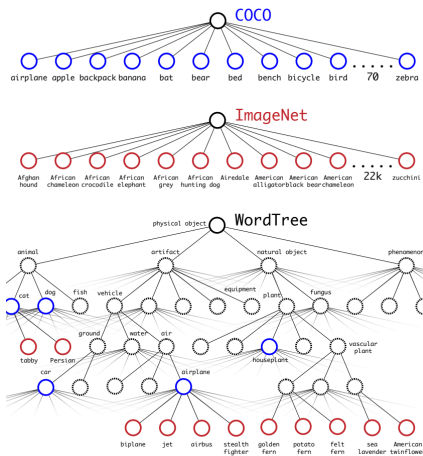 COCO
airplane apple backpack banana bat bear bed bench bicycle bird 70 zebra
ImageNet
Afghan hound African chameleon African crocodile African elephant African grey African hunting dog Airedale American alligator American black bear American chameleon 22k zucchini
physical object WordTree
animal artifact natural object phenomenon
cat dog fish vehicle equipment plant fungus
ground water air vascular plant
tabby Persian houseplant
car airplane
biplane jet airbus stealth fighter golden fern potato fern felt fern sea lavender American twinflower